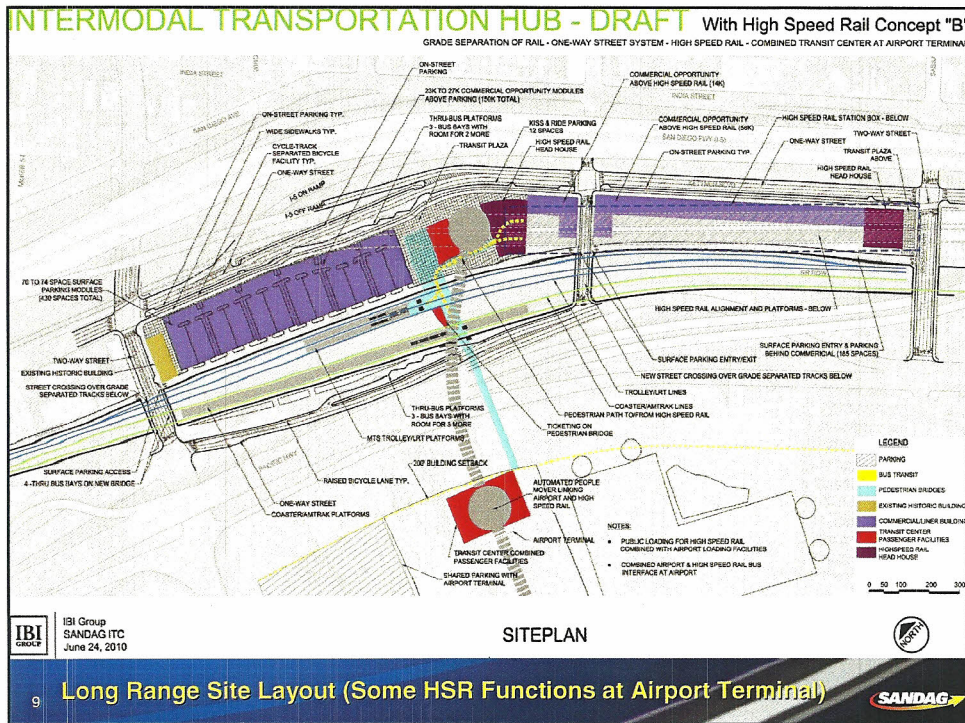 INTERMODAL TRANSPORTATION HUB - DRAFT With High Speed Rail Concept "B"
GRADE SEPARATION OF RAIL - ONE-WAY STREET SYSTEM - HIGH SPEED RAIL - COMBINED TRANSIT CENTER AT AIRPORT TERMINAL
INDIA STREET
SAN DIEGO AVE
ON-STREET
PARKING
23K TO 27K COMMERCIAL OPPORTUNITY MODULES
ABOVE PARKING (150K TOTAL)
ON-STREET PARKING TYP.
WIDE SIDEWALKS TYP.
CYCLE-TRACK
SEPARATED BICYCLE
FACILITY TYP.
ONE-WAY STREET
I-5 ON RAMP
I-5 OFF RAMP
THRU-BUS PLATFORMS
3 - BUS BAYS WITH
ROOM FOR 2 MORE
TRANSIT PLAZA
KISS & RIDE PARKING
12 SPACES
HIGH SPEED RAIL
HEAD HOUSE
COMMERCIAL OPPORTUNITY
ABOVE HIGH SPEED RAIL (14K)
INDIA STREET
COMMERCIAL OPPORTUNITY
ABOVE HIGH SPEED RAIL (56K)
SAN DIEGO FWY (I-5)
ON-STREET PARKING TYP.
HIGH SPEED RAIL STATION BOX - BELOW
TWO-WAY STREET
ONE-WAY STREET
TRANSIT PLAZA
ABOVE
HIGH SPEED RAIL
HEAD HOUSE
KETTNER BLVD
70 TO 74 SPACE SURFACE
PARKING MODULES
(430 SPACES TOTAL)
TWO-WAY STREET
EXISTING HISTORIC BUILDING
STREET CROSSING OVER GRADE
SEPARATED TRACKS BELOW
HIGH SPEED RAIL ALIGNMENT AND PLATFORMS - BELOW
SURFACE PARKING ENTRY & PARKING
BEHIND COMMERICIAL (185 SPACES)
SURFACE PARKING ENTRY/EXIT
NEW STREET CROSSING OVER GRADE SEPARATED TRACKS BELOW
TROLLEY/LRT LINES
COASTER/AMTRAK LINES
PEDESTRIAN PATH TO/FROM HIGH SPEED RAIL
TICKETING ON
PEDESTRIAN BRIDGE
THRU-BUS PLATFORMS
3 - BUS BAYS WITH
ROOM FOR 3 MORE
MTS TROLLEY/LRT PLATFORMS
PACIFIC HWY
200' BUILDING SETBACK
SURFACE PARKING ACCESS
4 -THRU BUS BAYS ON NEW BRIDGE
RAISED BICYCLE LANE TYP.
ONE-WAY STREET
COASTER/AMTRAK PLATFORMS
AUTOMATED PEOPLE
MOVER LINKING
AIRPORT AND HIGH
SPEED RAIL
AIRPORT TERMINAL
TRANSIT CENTER COMBINED
PASSENGER FACILITIES
SHARED PARKING WITH
AIRPORT TERMINAL
NOTES:
• PUBLIC LOADING FOR HIGH SPEED RAIL
COMBINED WITH AIRPORT LOADING FACILITIES
• COMBINED AIRPORT & HIGH SPEED RAIL BUS
INTERFACE AT AIRPORT
LEGEND
PARKING
BUS TRANSIT
PEDESTRIAN BRIDGES
EXISTING HISTORIC BUILDING
COMMERCIAL/LINER BUILDING
TRANSIT CENTER
PASSENGER FACILITIES
HIGHSPEED RAIL
HEAD HOUSE
0 50 100 200 300
IBI
GROUP
IBI Group
SANDAG ITC
June 24, 2010
SITEPLAN
NORTH
9 Long Range Site Layout (Some HSR Functions at Airport Terminal)
SANDAG